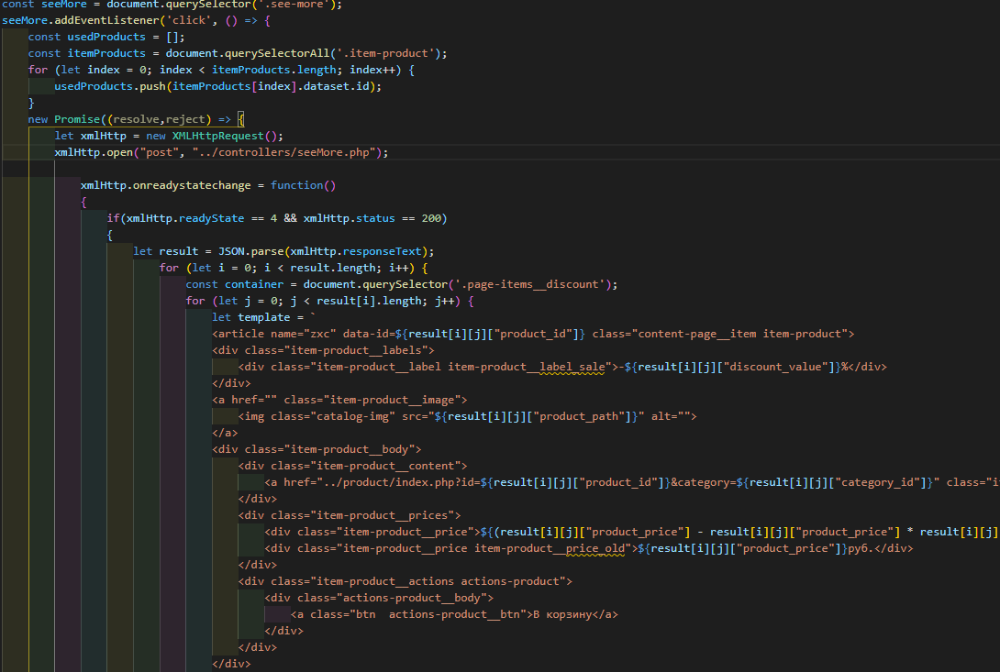 const seeMore = document.querySelector('.see-more');
seeMore.addEventListener('click', () => {
const usedProducts = [];
const itemProducts = document.querySelectorAll('.item-product');
for (let index = 0; index < itemProducts.length; index++) {
usedProducts.push(itemProducts[index].dataset.id);
}
new Promise((resolve,reject) => {
let xmlHttp = new XMLHttpRequest();
xmlHttp.open("post", "../controllers/seeMore.php");
xmlHttp.onreadystatechange = function()
{
if(xmlHttp.readyState == 4 && xmlHttp.status == 200)
{
let result = JSON.parse(xmlHttp.responseText);
for (let i = 0; i < result.length; i++) {
const container = document.querySelector('.page-items__discount');
for (let j = 0; j < result[i].length; j++) {
let template = `
<article name="zxc" data-id=${result[i][j]["product_id"]} class="content-page__item item-product">
<div class="item-product__labels">
<div class="item-product__label item-product__label_sale">-${result[i][j]["discount_value"]}%</div>
</div>
<a href="" class="item-product__image">
<img class="catalog-img" src="${result[i][j]["product_path"]}" alt="">
</a>
<div class="item-product__body">
<div class="item-product__content">
<a href="../product/index.php?id=${result[i][j]["product_id"]}&category=${result[i][j]["category_id"]}" class="i
</div>
<div class="item-product__prices">
<div class="item-product__price">${(result[i][j]["product_price"] - result[i][j]["product_price"] * result[i][j]
<div class="item-product__price item-product__price_old">${result[i][j]["product_price"]}руб.</div>
</div>
<div class="item-product__actions actions-product">
<div class="actions-product__body">
<a class="btn  actions-product__btn">В корзину</a>
</div>
</div>
</div>